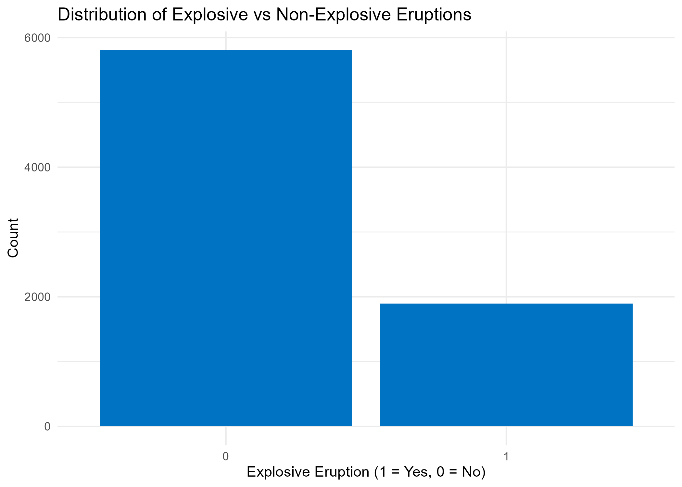 Distribution of Explosive vs Non-Explosive Eruptions
6000
4000
2000
0
Count
0
1
Explosive Eruption (1 = Yes, 0 = No)